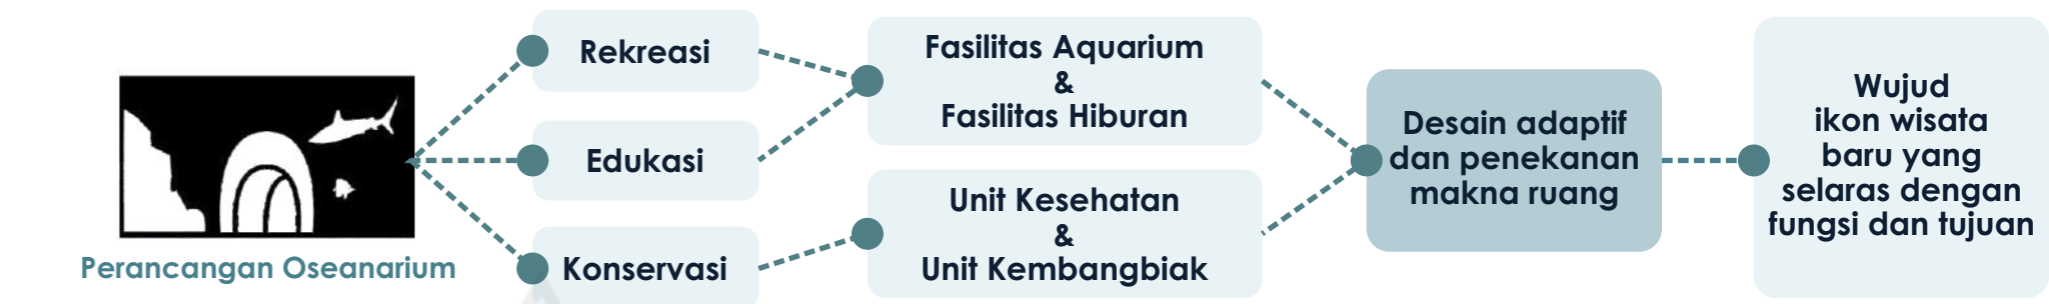 Perancangan Oseanarium
Rekreasi
Edukasi
Konservasi
Fasilitas Aquarium
&
Fasilitas Hiburan
Unit Kesehatan
&
Unit Kembangbiak
Desain adaptif
dan penekanan
makna ruang
Wujud
ikon wisata
baru yang
selaras dengan
fungsi dan tujuan